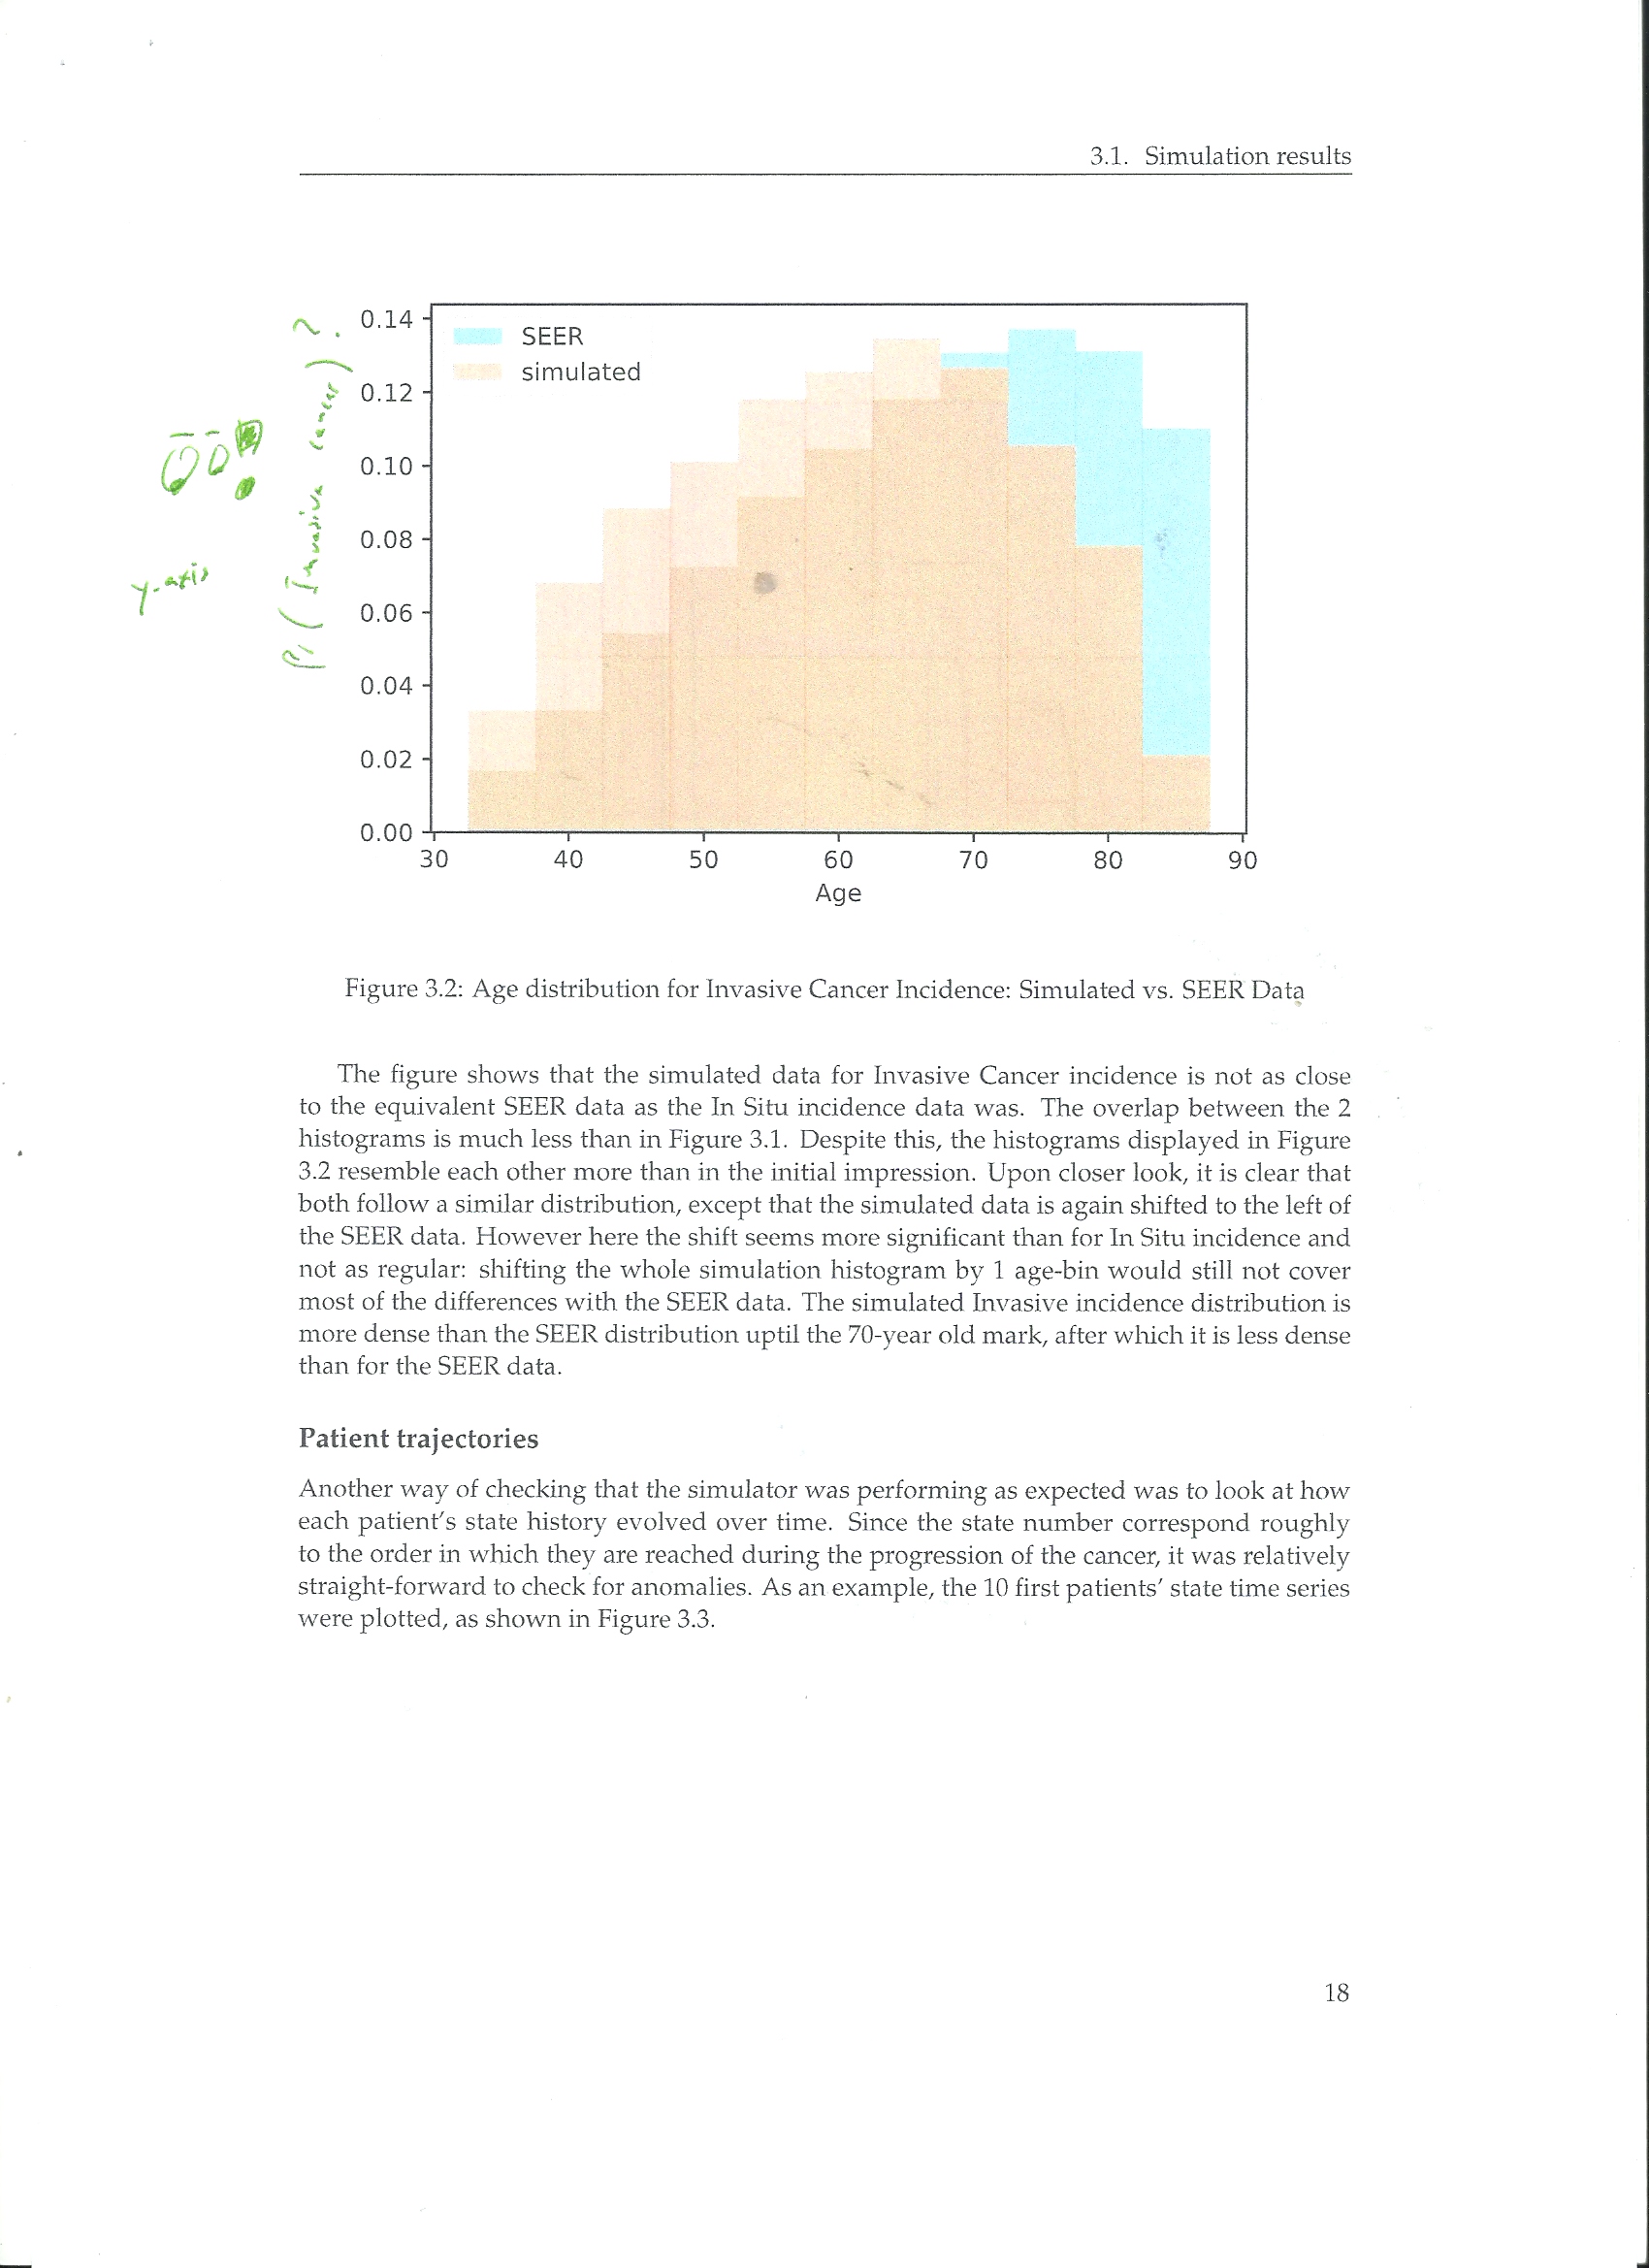 3.1. Simulation results
0.14
0.12
0.10
0.08
0.06
0.04
0.02
0.00
SEER
simulated
30 40 50 60 70 80 90
Age
Pr ( Invasive cancer ) ?
y-axis
Figure 3.2: Age distribution for Invasive Cancer Incidence: Simulated vs. SEER Data
The figure shows that the simulated data for Invasive Cancer incidence is not as close
to the equivalent SEER data as the In Situ incidence data was. The overlap between the 2
histograms is much less than in Figure 3.1. Despite this, the histograms displayed in Figure
3.2 resemble each other more than in the initial impression. Upon closer look, it is clear that
both follow a similar distribution, except that the simulated data is again shifted to the left of
the SEER data. However here the shift seems more significant than for In Situ incidence and
not as regular: shifting the whole simulation histogram by 1 age-bin would still not cover
most of the differences with the SEER data. The simulated Invasive incidence distribution is
more dense than the SEER distribution uptil the 70-year old mark, after which it is less dense
than for the SEER data.
Patient trajectories
Another way of checking that the simulator was performing as expected was to look at how
each patient's state history evolved over time. Since the state number correspond roughly
to the order in which they are reached during the progression of the cancer, it was relatively
straight-forward to check for anomalies. As an example, the 10 first patients' state time series
were plotted, as shown in Figure 3.3.
18